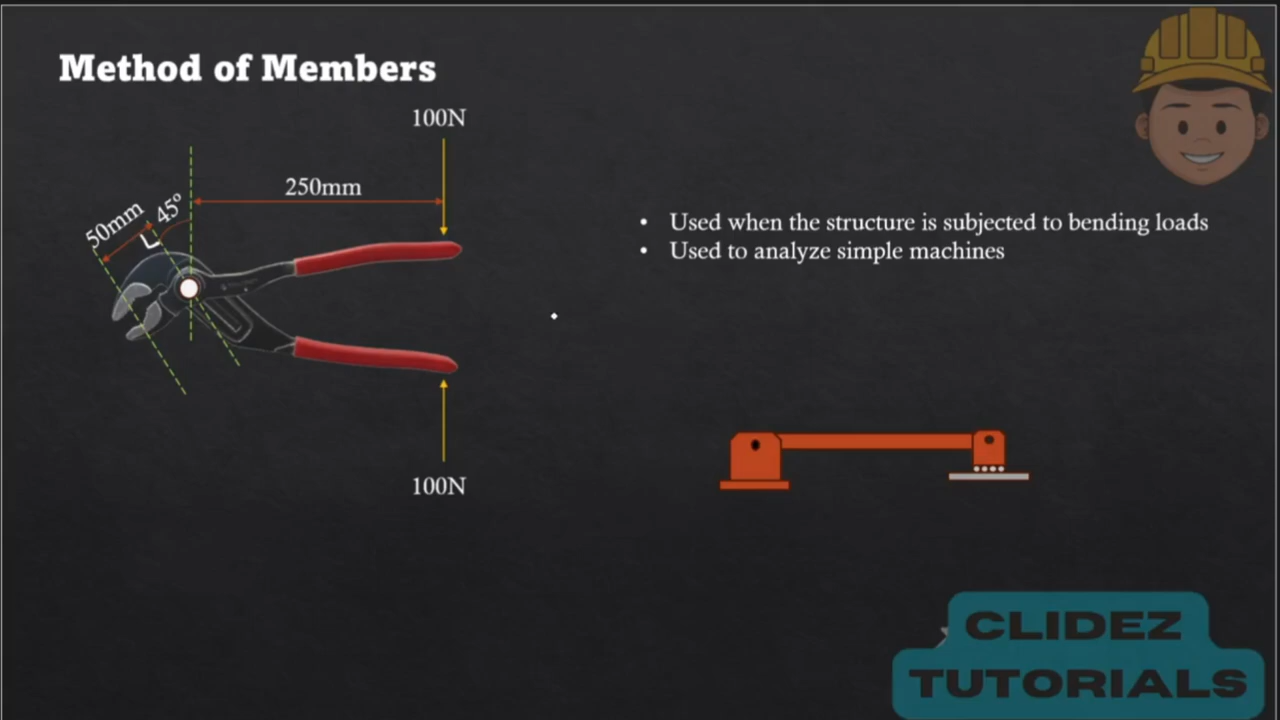 Method of Members
100N
250mm
50mm
45°
• Used when the structure is subjected to bending loads
• Used to analyze simple machines
100N
CLIDEZ
TUTORIALS